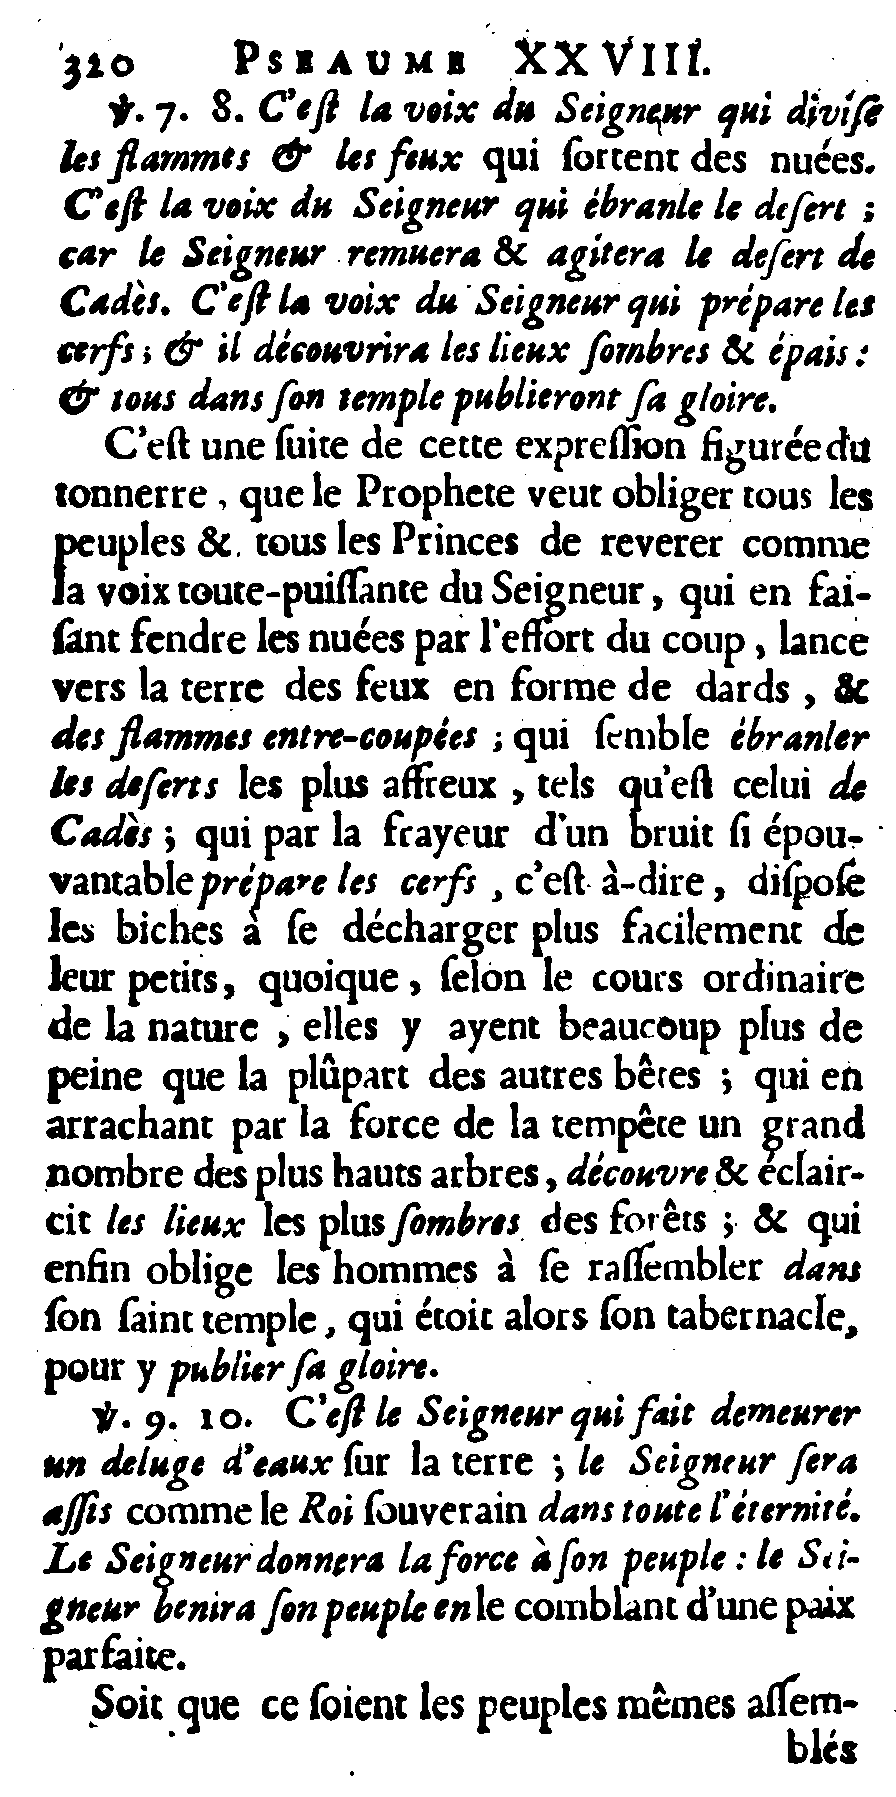 320 PSEAUME XXVIII.
℣. 7. 8. C'eſt la voix du Seigneur qui diviſe
les flammes & les feux qui ſortent des nuées.
C'eſt la voix du Seigneur qui ébranle le deſert ;
car le Seigneur remuera & agitera le deſert de
Cadès. C'eſt la voix du Seigneur qui prépare les
cerfs ; & il découvrira les lieux ſombres & épais :
& tous dans ſon temple publieront ſa gloire.
C'eſt une ſuite de cette expreſſion figurée du
tonnerre , que le Prophete veut obliger tous les
peuples & tous les Princes de reverer comme
la voix toute-puiſſante du Seigneur , qui en fai-
ſant fendre les nuées par l'effort du coup , lance
vers la terre des feux en forme de dards , &
des flammes entre-coupées ; qui ſemble ébranler
les deſerts les plus affreux , tels qu'eſt celui de
Cadès ; qui par la frayeur d'un bruit ſi épou-
vantable prépare les cerfs , c'eſt à-dire , diſpoſe
les biches à ſe décharger plus facilement de
leur petits, quoique , ſelon le cours ordinaire
de la nature , elles y ayent beaucoup plus de
peine que la plûpart des autres bêtes ; qui en
arrachant par la force de la tempête un grand
nombre des plus hauts arbres , découvre & éclair-
cit les lieux les plus ſombres des forêts ; & qui
enfin oblige les hommes à ſe raſſembler dans
ſon ſaint temple , qui étoit alors ſon tabernacle,
pour y publier ſa gloire.
℣. 9. 10. C'eſt le Seigneur qui fait demeurer
un deluge d'eaux ſur la terre ; le Seigneur ſera
aſſis comme le Roi ſouverain dans toute l'éternité.
Le Seigneur donnera la force à ſon peuple : le Sei-
gneur benira ſon peuple en le comblant d'une paix
parfaite.
Soit que ce ſoient les peuples mêmes aſſem-
blés